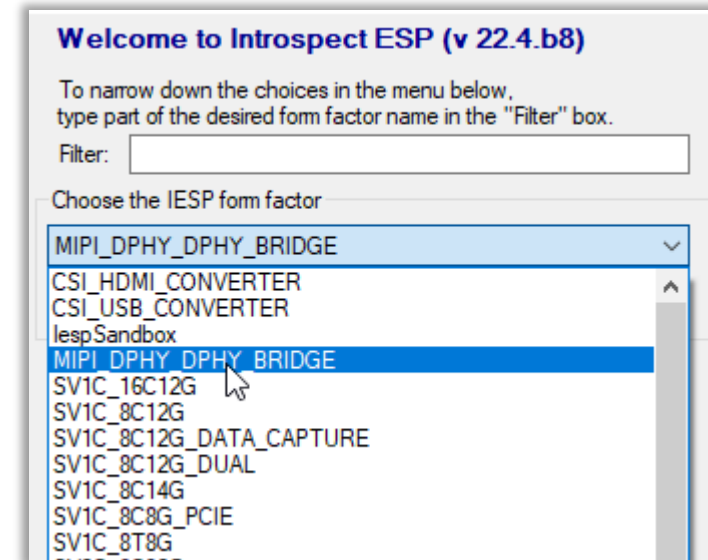 Welcome to Introspect ESP (v 22.4.b8)
To narrow down the choices in the menu below,
type part of the desired form factor name in the "Filter" box.
Filter:
Choose the IESP form factor
MIPI_DPHY_DPHY_BRIDGE
CSI_HDMI_CONVERTER
CSI_USB_CONVERTER
IespSandbox
MIPI_DPHY_DPHY_BRIDGE
SV1C_16C12G
SV1C_8C12G
SV1C_8C12G_DATA_CAPTURE
SV1C_8C12G_DUAL
SV1C_8C14G
SV1C_8C8G_PCIE
SV1C_8T8G